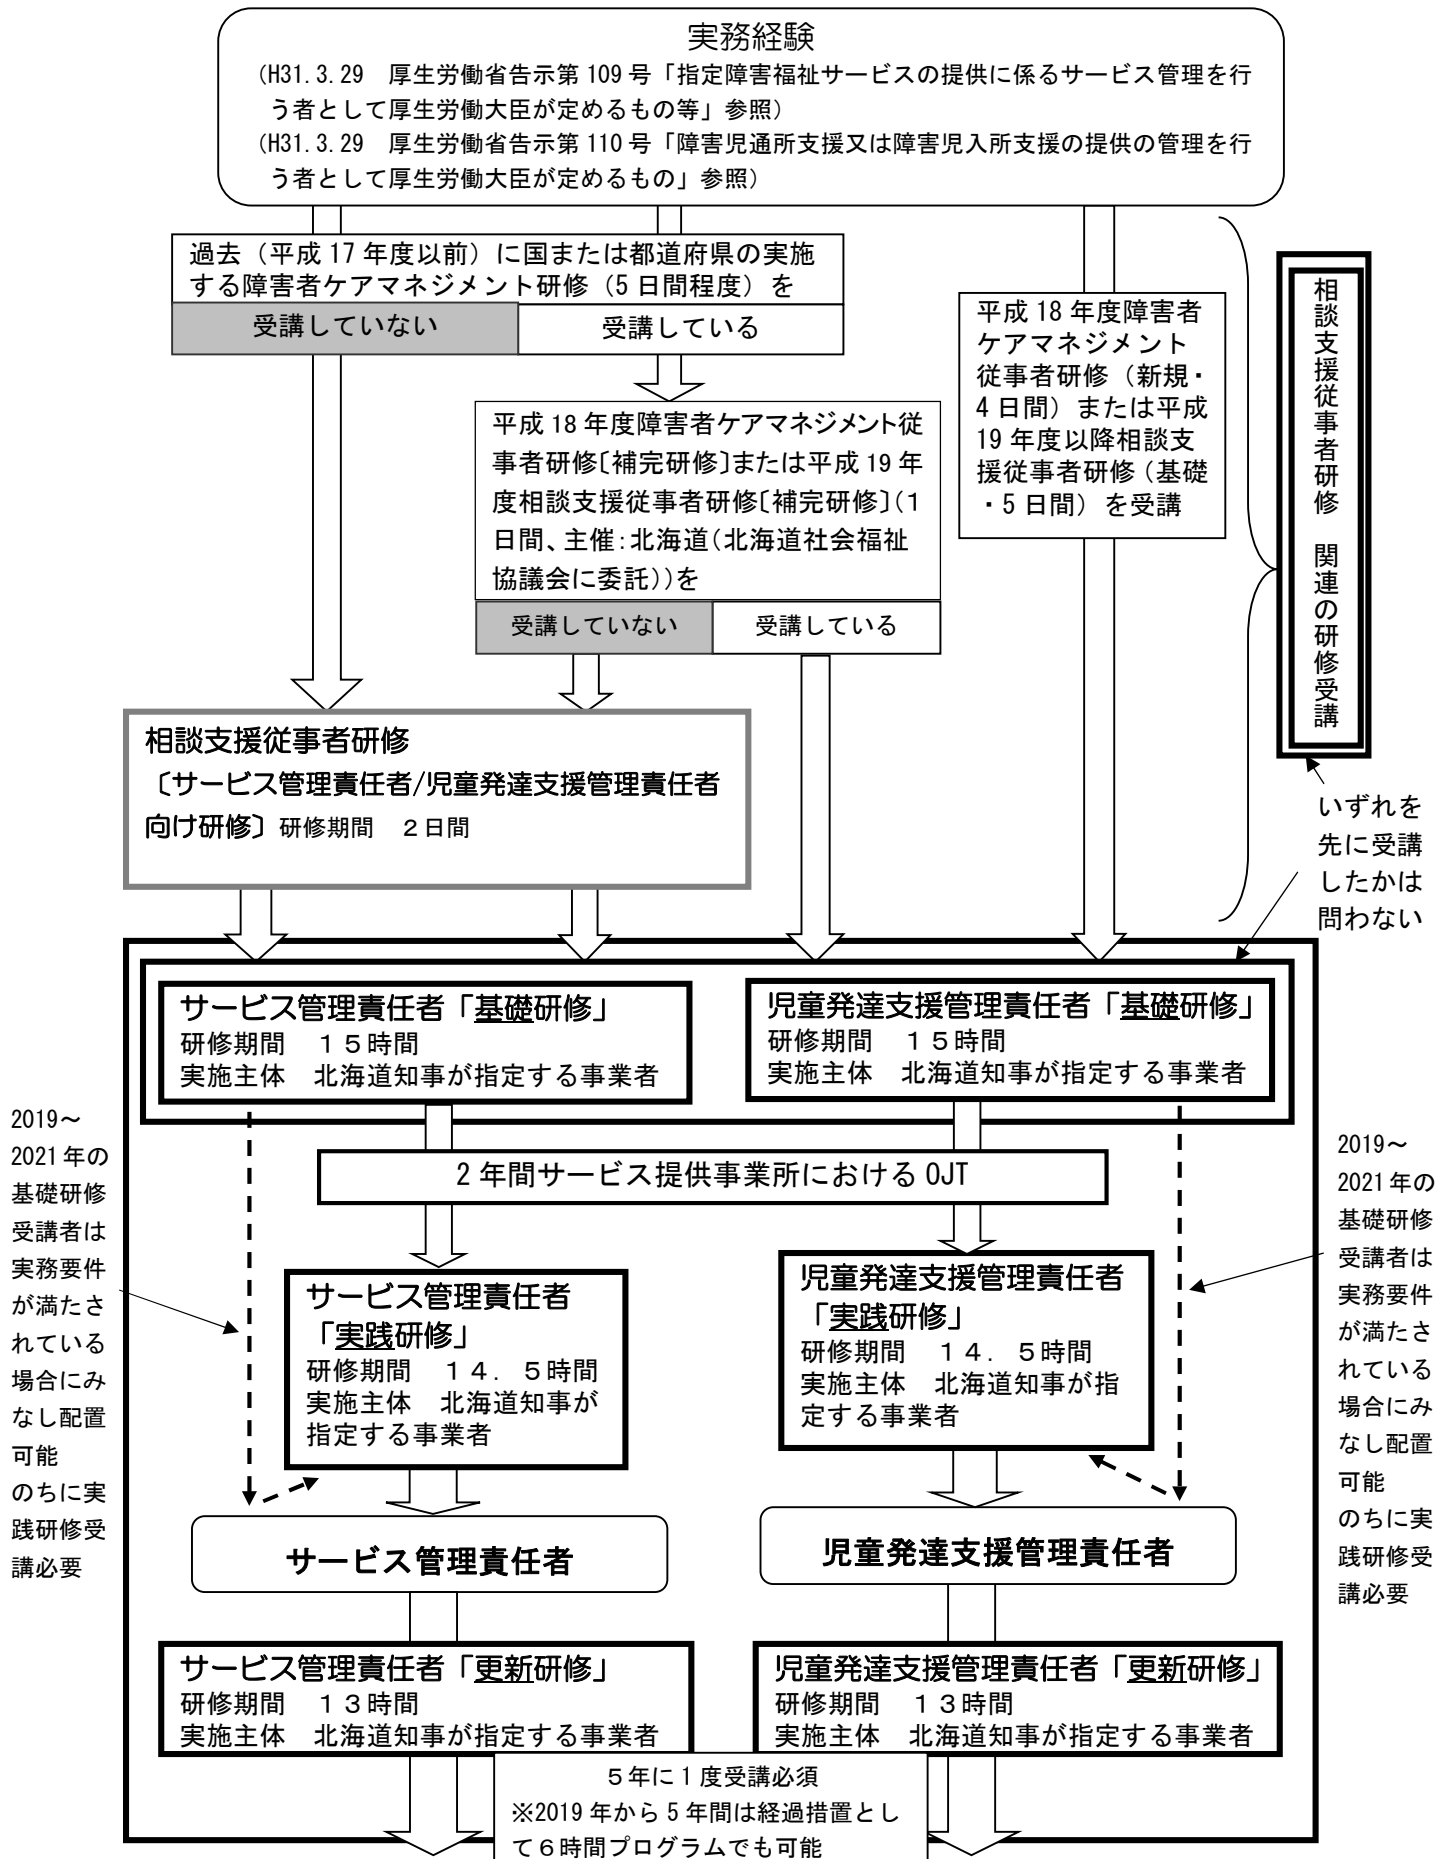 実務経験
(H31.3.29　厚生労働省告示第109号「指定障害福祉サービスの提供に係るサービス管理を行
う者として厚生労働大臣が定めるもの等」参照)
(H31.3.29　厚生労働省告示第110号「障害児通所支援又は障害児入所支援の提供の管理を行
う者として厚生労働大臣が定めるもの」参照)
過去（平成17年度以前）に国または都道府県の実施
する障害者ケアマネジメント研修（5日間程度）を
受講していない
受講している
平成18年度障害者ケアマネジメント従
事者研修〔補完研修〕または平成19年
度相談支援従事者研修〔補完研修〕（1
日間、主催：北海道（北海道社会福祉
協議会に委託））を
受講していない
受講している
平成18年度障害者
ケアマネジメント
従事者研修（新規・
4日間）または平成
19年度以降相談支
援従事者研修（基礎
・5日間）を受講
相談支援従事者研修　関連の研修受講
いずれを
先に受講
したかは
問わない
相談支援従事者研修
〔サービス管理責任者/児童発達支援管理責任者
向け研修〕研修期間　２日間
サービス管理責任者「基礎研修」
研修期間　１５時間
実施主体　北海道知事が指定する事業者
児童発達支援管理責任者「基礎研修」
研修期間　１５時間
実施主体　北海道知事が指定する事業者
2年間サービス提供事業所におけるOJT
2019～
2021年の
基礎研修
受講者は
実務要件
が満たさ
れている
場合にみ
なし配置
可能
のちに実
践研修受
講必要
サービス管理責任者
「実践研修」
研修期間　１４．５時間
実施主体　北海道知事が
指定する事業者
児童発達支援管理責任者
「実践研修」
研修期間　１４．５時間
実施主体　北海道知事が指
定する事業者
2019～
2021年の
基礎研修
受講者は
実務要件
が満たさ
れている
場合にみ
なし配置
可能
のちに実
践研修受
講必要
サービス管理責任者
児童発達支援管理責任者
サービス管理責任者「更新研修」
研修期間　１３時間
実施主体　北海道知事が指定する事業者
児童発達支援管理責任者「更新研修」
研修期間　１３時間
実施主体　北海道知事が指定する事業者
５年に1度受講必須
※2019年から5年間は経過措置とし
て６時間プログラムでも可能